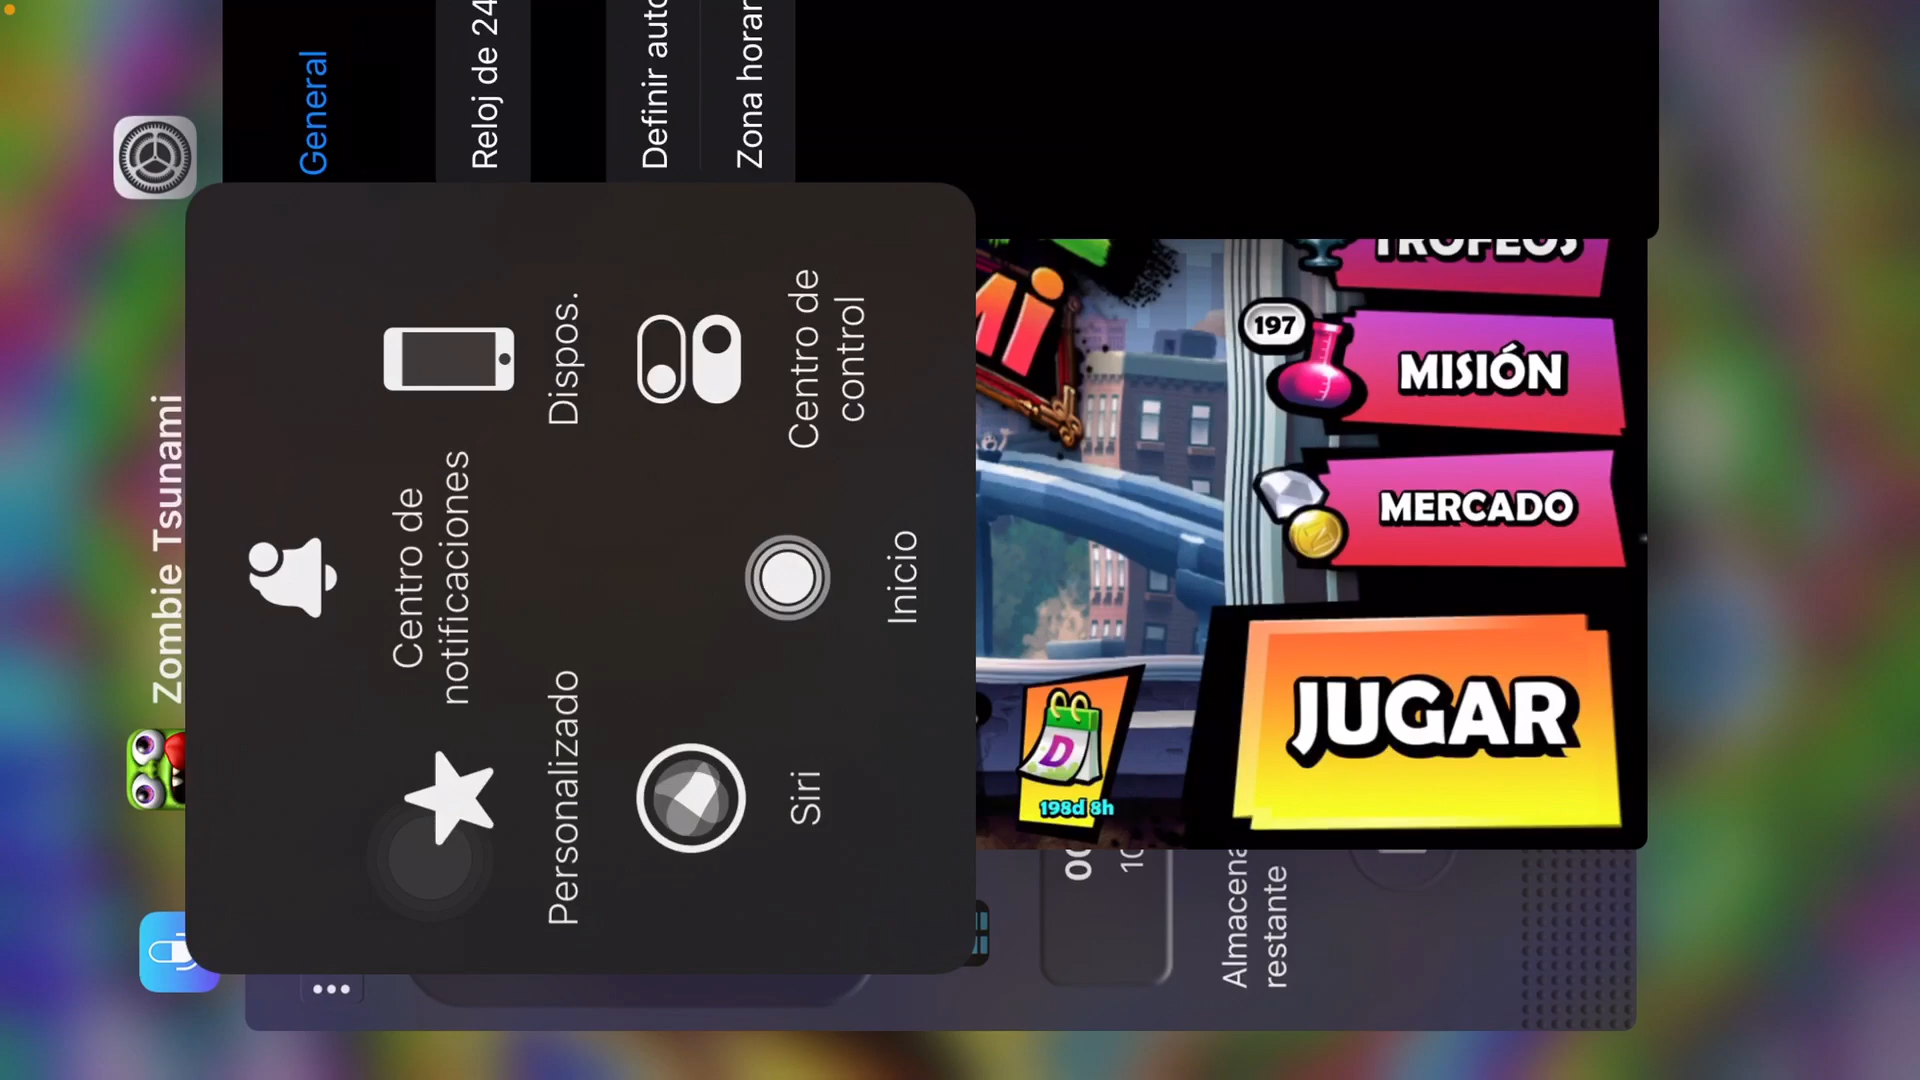 General
Reloj de 24
Definir auto
Zona horar
Zombie Tsunami
Centro de
notificaciones
Dispos.
Centro de
control
Inicio
Siri
Personalizado
TROFEOS
197
MISIÓN
MERCADO
JUGAR
D
198d 8h
Almacena
restante